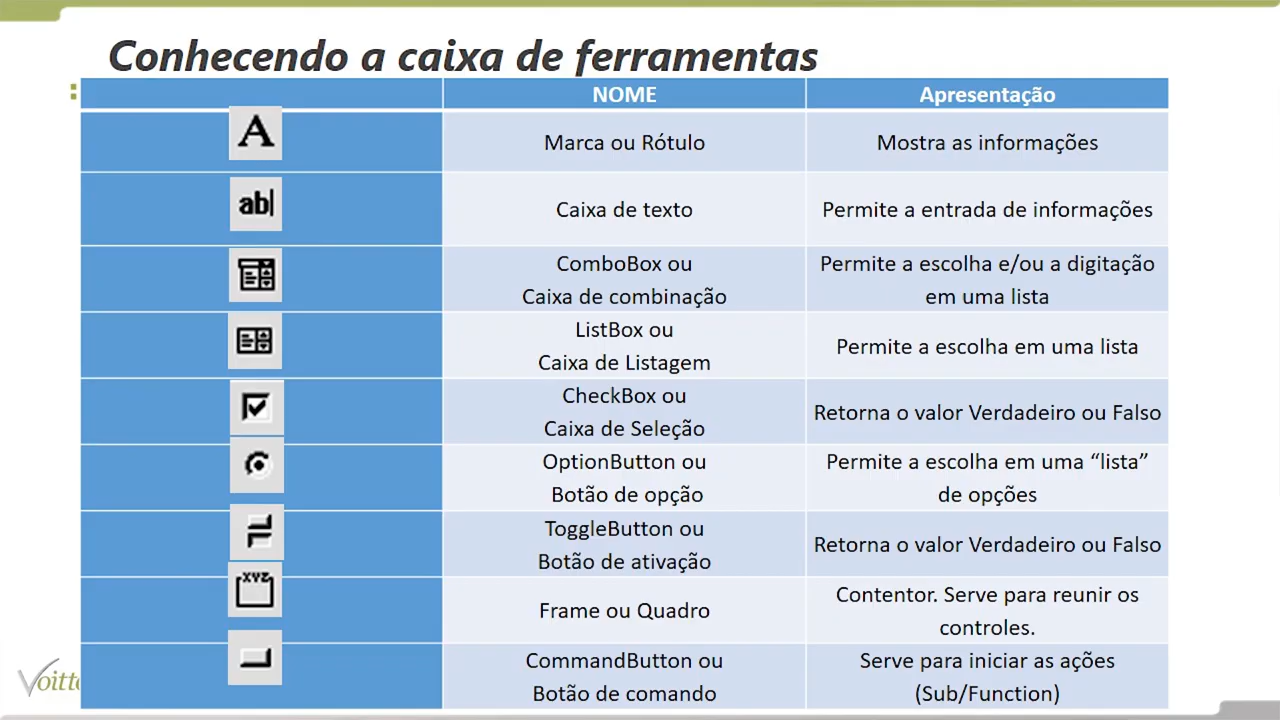 Conhecendo a caixa de ferramentas
NOME
Apresentação
A
Marca ou Rótulo
Mostra as informações
ab|
Caixa de texto
Permite a entrada de informações
ComboBox ou
Caixa de combinação
Permite a escolha e/ou a digitação
em uma lista
ListBox ou
Caixa de Listagem
Permite a escolha em uma lista
CheckBox ou
Caixa de Seleção
Retorna o valor Verdadeiro ou Falso
OptionButton ou
Botão de opção
Permite a escolha em uma “lista”
de opções
ToggleButton ou
Botão de ativação
Retorna o valor Verdadeiro ou Falso
XYZ
Frame ou Quadro
Contentor. Serve para reunir os
controles.
CommandButton ou
Botão de comando
Serve para iniciar as ações
(Sub/Function)